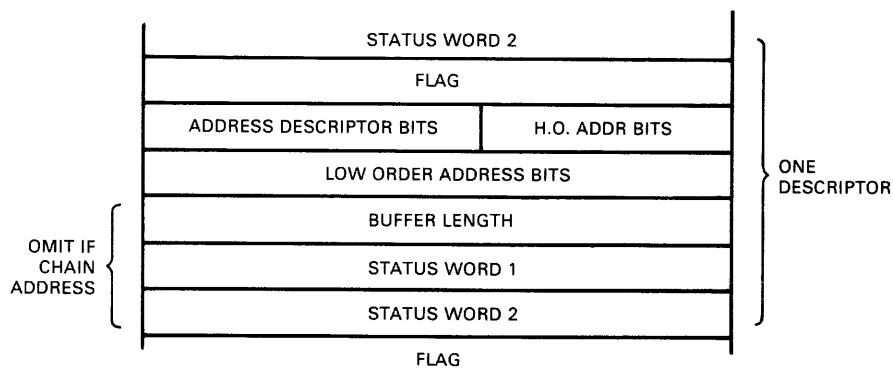 STATUS WORD 2
FLAG
ADDRESS DESCRIPTOR BITS H.O. ADDR BITS
LOW ORDER ADDRESS BITS
ONE
DESCRIPTOR
BUFFER LENGTH
OMIT IF
CHAIN
ADDRESS
STATUS WORD 1
STATUS WORD 2
FLAG